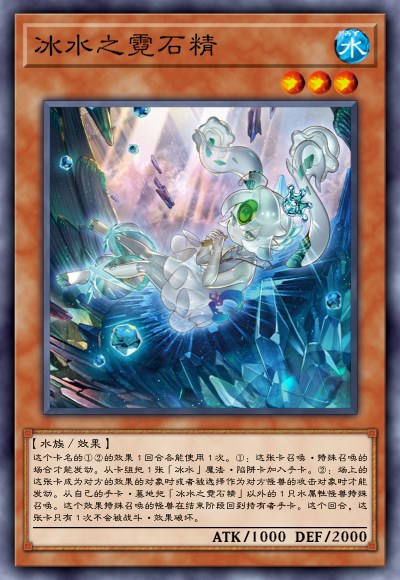 冰水之霓石精
水
【水族／效果】
这个卡名的①②的效果1回合各能使用1次。①：这张卡召唤·特殊召唤的
场合才能发动。从卡组把1张「冰水」魔法·陷阱卡加入手卡。②：场上的
这张卡成为对方的效果的对象时或者被选择作为对方怪兽的攻击对象时才能
发动。从自己的手卡·墓地把「冰水之霓石精」以外的1只水属性怪兽特殊
召唤。这个效果特殊召唤的怪兽在结束阶段回到持有者手卡。这个回合，这
张卡只有1次不会被战斗·效果破坏。
ATK/1000 DEF/2000